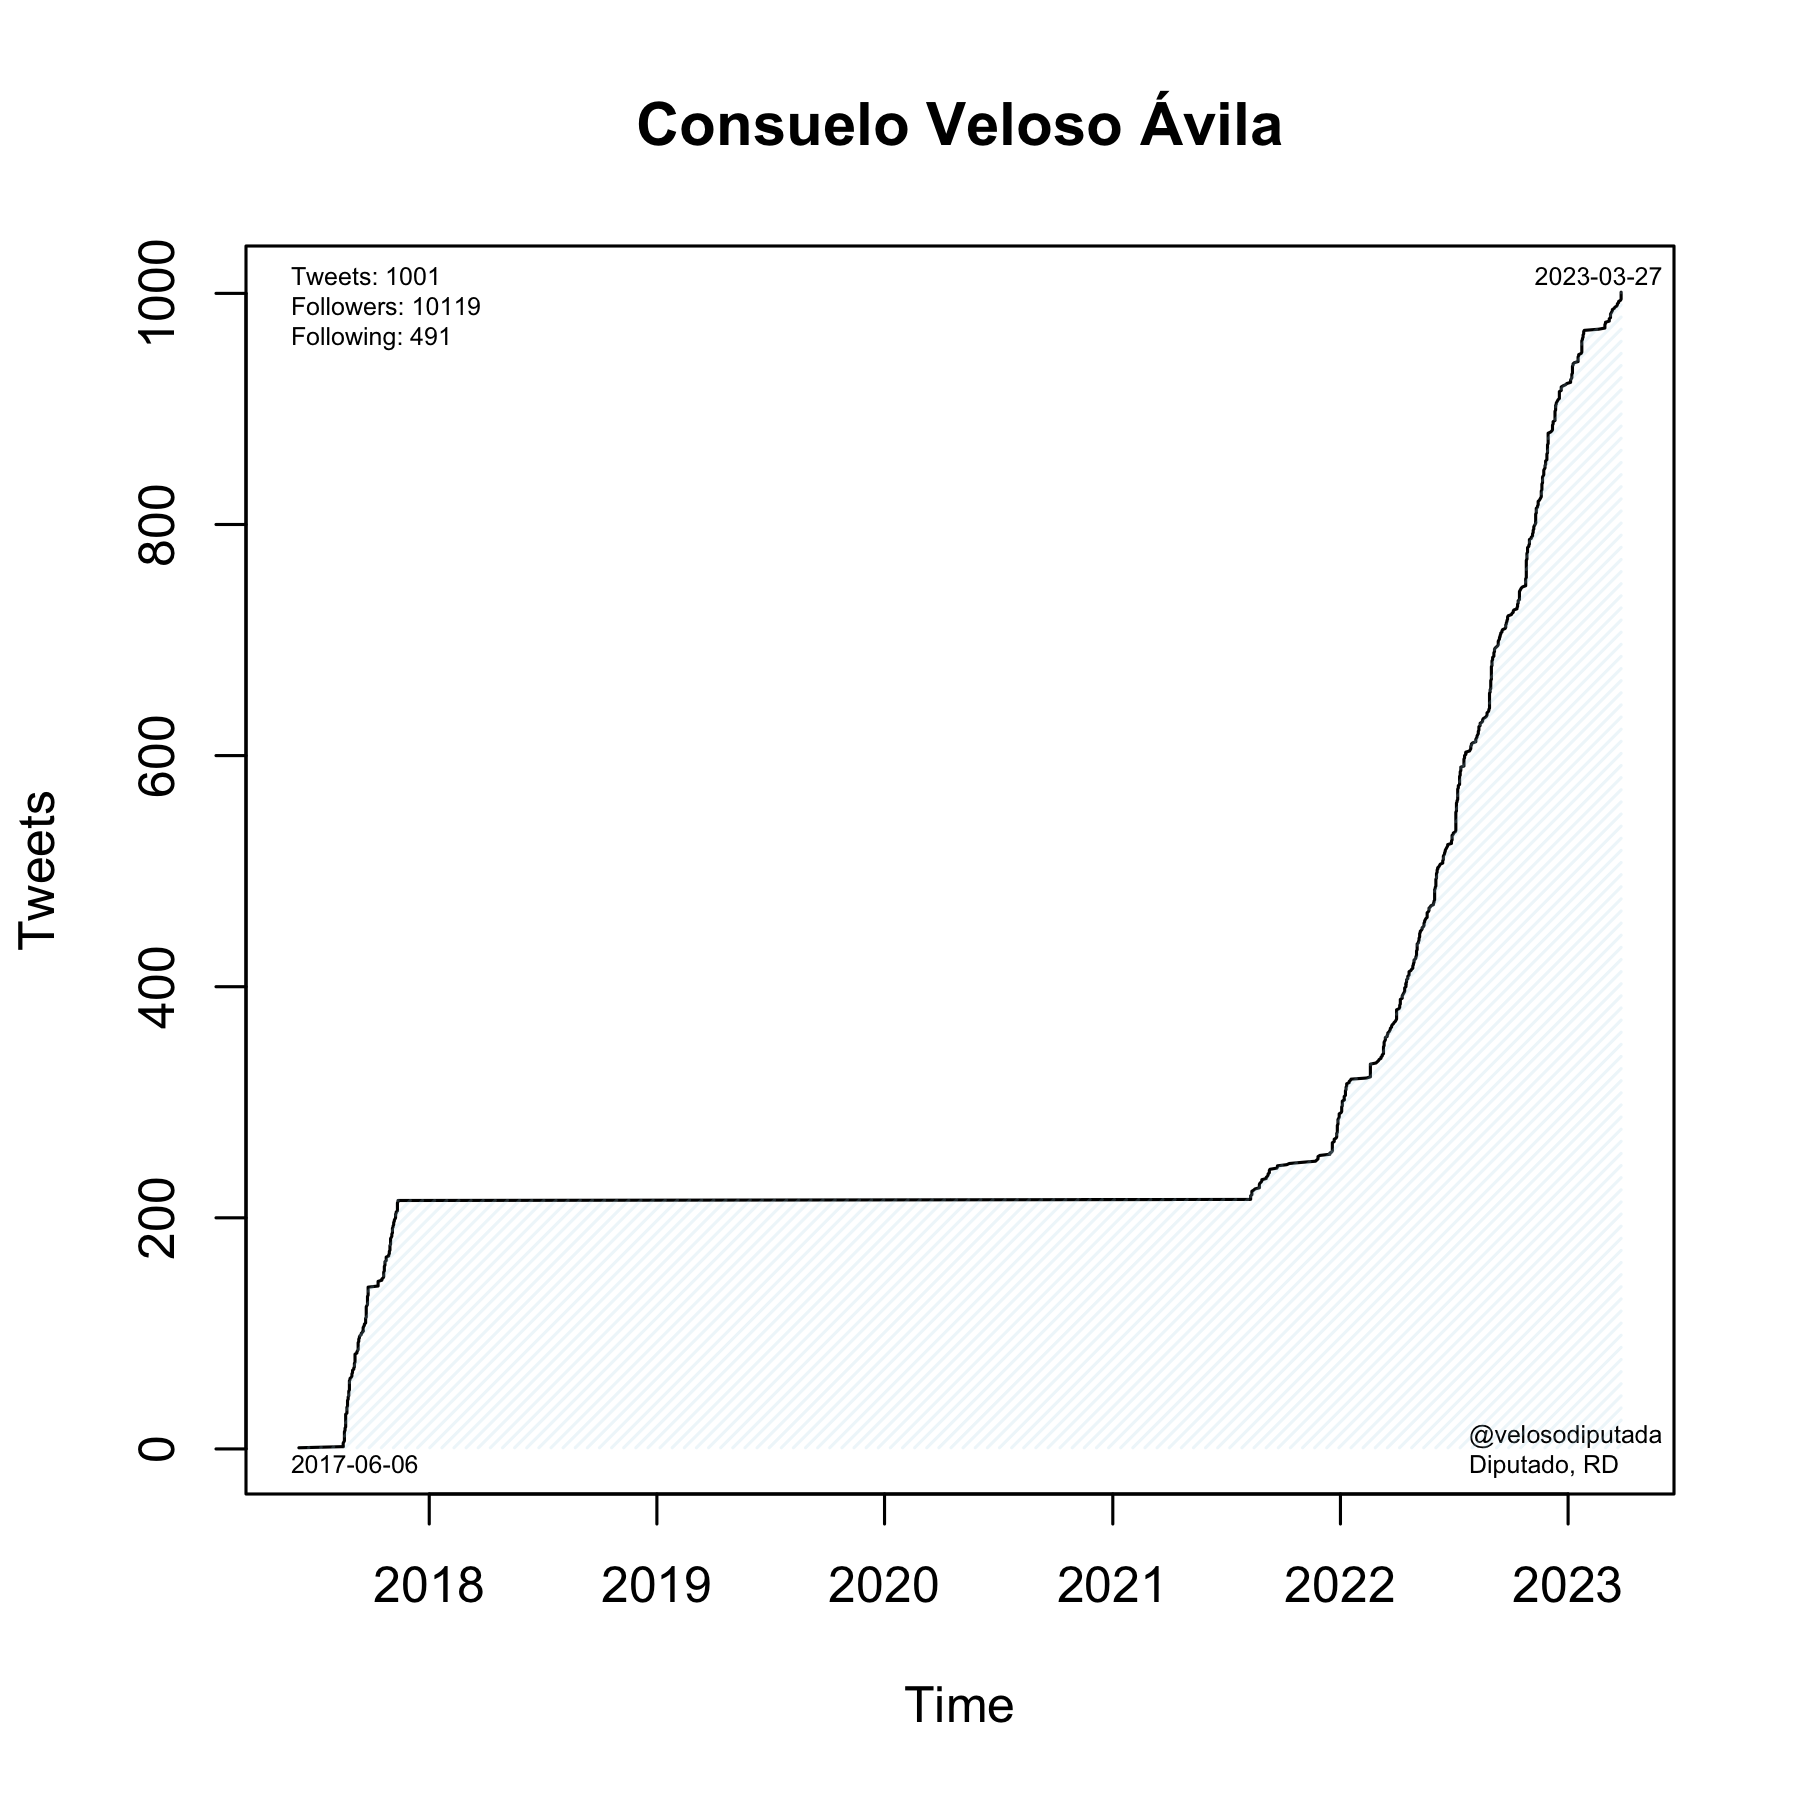 Consuelo Veloso Ávila
Tweets: 1001
Followers: 10119
Following: 491
2023-03-27
1000
800
600
400
200
0
Tweets
2017-06-06
@velosodiputada
Diputado, RD
2018 2019 2020 2021 2022 2023
Time